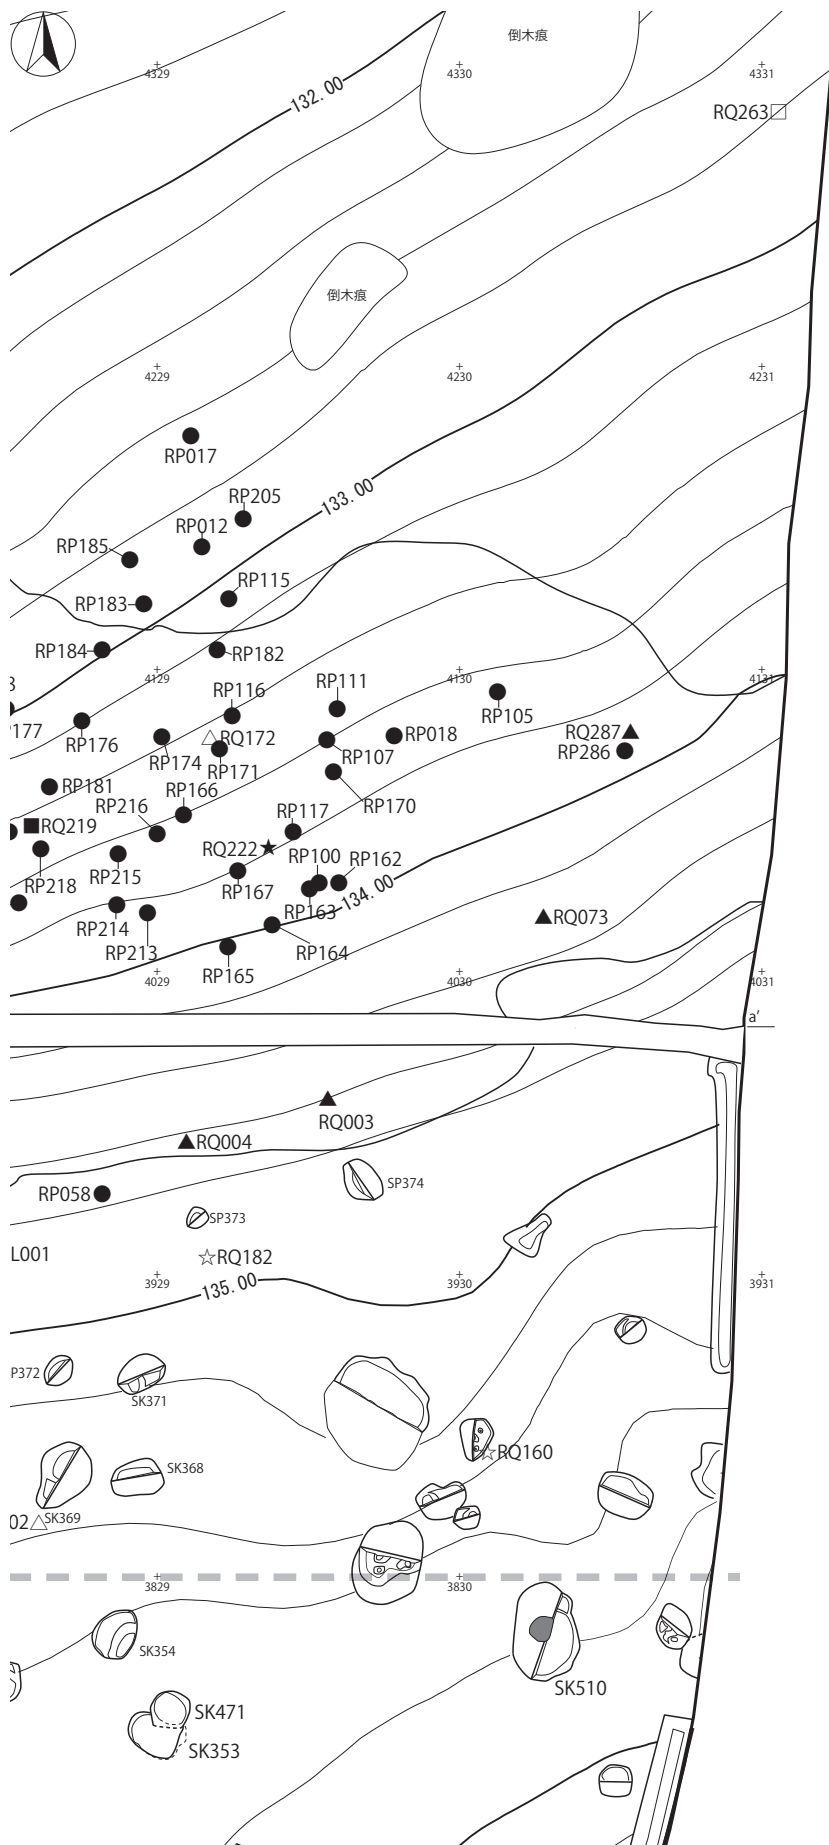 倒木痕
4329
4330
4331
132.00
RQ263
倒木痕
4229
4230
4231
RP017
133.00
RP205
RP012
RP185
RP115
RP183
RP184
RP182
4129
4130
4131
RP116
RP111
RP105
177
RP176
RQ172
RP018
RQ287
RP174
RP171
RP107
RP286
RP181
RP166
RP170
RP216
RP117
RQ219
RQ222
RP100
RP162
RP218
RP215
RP167
134.00
RP163
RP214
RQ073
RP213
RP164
RP165
4029
4030
4031
a’
RQ003
RQ004
SP374
RP058
SP373
L001
RQ182
3929
3930
3931
135.00
P372
SK371
RQ160
SK368
02
SK369
3829
3830
SK354
SK510
SK471
SK353